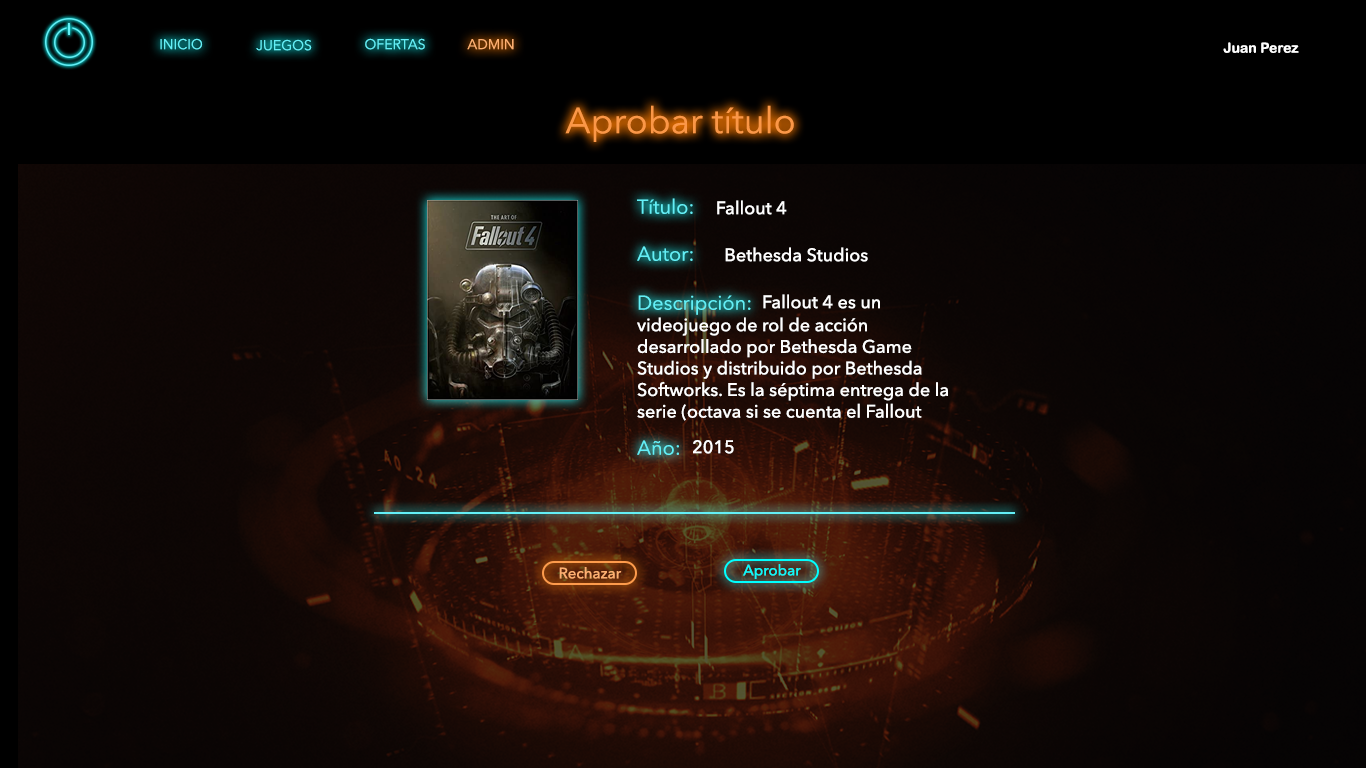 INICIO JUEGOS OFERTAS ADMIN
Juan Perez
Aprobar título
THE ART OF
Fallout 4
Título: Fallout 4
Autor: Bethesda Studios
Descripción: Fallout 4 es un
videojuego de rol de acción
desarrollado por Bethesda Game
Studios y distribuido por Bethesda
Softworks. Es la séptima entrega de la
serie (octava si se cuenta el Fallout
Año: 2015
Rechazar Aprobar